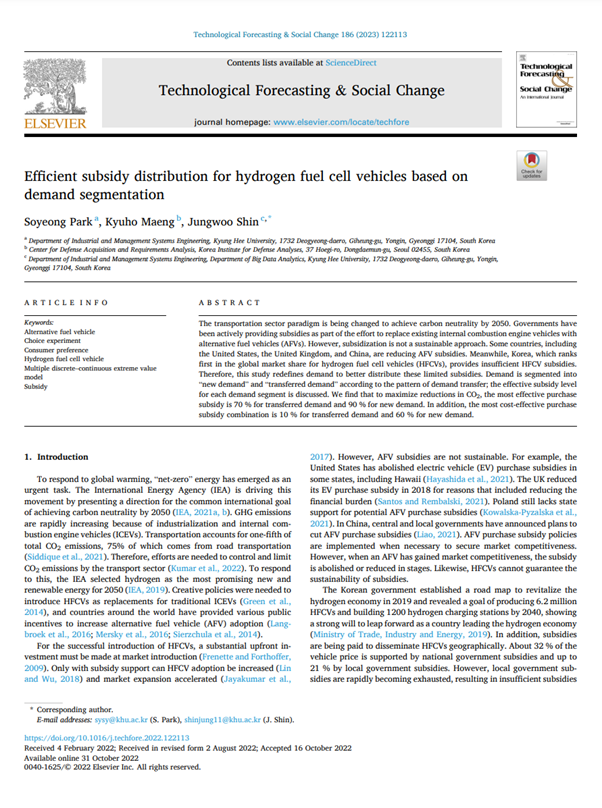 Technological Forecasting & Social Change 186 (2023) 122113
Contents lists available at ScienceDirect
Technological Forecasting & Social Change
journal homepage: www.elsevier.com/locate/techfore
ELSEVIER
Technological
Forecasting
&
Social Change
An International Journal
Check for
updates
Efficient subsidy distribution for hydrogen fuel cell vehicles based on
demand segmentation
Soyeong Park a, Kyuho Maeng b, Jungwoo Shin c,*
a Department of Industrial and Management Systems Engineering, Kyung Hee University, 1732 Deogyeong-daero, Giheung-gu, Yongin, Gyeonggi 17104, South Korea
b Center for Defense Acquisition and Requirements Analysis, Korea Institute for Defense Analyses, 37 Hoegi-ro, Dongdaemun-gu, Seoul 02455, South Korea
c Department of Industrial and Management Systems Engineering, Department of Big Data Analytics, Kyung Hee University, 1732 Deogyeong-daero, Giheung-gu, Yongin,
Gyeonggi 17104, South Korea
ARTICLE INFO
Keywords:
Alternative fuel vehicle
Choice experiment
Consumer preference
Hydrogen fuel cell vehicle
Multiple discrete–continuous extreme value
model
Subsidy
ABSTRACT
The transportation sector paradigm is being changed to achieve carbon neutrality by 2050. Governments have
been actively providing subsidies as part of the effort to replace existing internal combustion engine vehicles with
alternative fuel vehicles (AFVs). However, subsidization is not a sustainable approach. Some countries, including
the United States, the United Kingdom, and China, are reducing AFV subsidies. Meanwhile, Korea, which ranks
first in the global market share for hydrogen fuel cell vehicles (HFCVs), provides insufficient HFCV subsidies.
Therefore, this study redefines demand to better distribute these limited subsidies. Demand is segmented into
"new demand" and "transferred demand" according to the pattern of demand transfer; the effective subsidy level
for each demand segment is discussed. We find that to maximize reductions in CO2, the most effective purchase
subsidy is 70 % for transferred demand and 90 % for new demand. In addition, the most cost-effective purchase
subsidy combination is 10 % for transferred demand and 60 % for new demand.
1. Introduction
To respond to global warming, "net-zero" energy has emerged as an
urgent task. The International Energy Agency (IEA) is driving this
movement by presenting a direction for the common international goal
of achieving carbon neutrality by 2050 (IEA, 2021a, b). GHG emissions
are rapidly increasing because of industrialization and internal com-
bustion engine vehicles (ICEVs). Transportation accounts for one-fifth of
total CO2 emissions, 75% of which comes from road transportation
(Siddique et al., 2021). Therefore, efforts are needed to control and limit
CO2 emissions by the transport sector (Kumar et al., 2022). To respond
to this, the IEA selected hydrogen as the most promising new and
renewable energy for 2050 (IEA, 2019). Creative policies were needed to
introduce HFCVs as replacements for traditional ICEVs (Green et al.,
2014), and countries around the world have provided various public
incentives to increase alternative fuel vehicle (AFV) adoption (Lang-
broek et al., 2016; Mersky et al., 2016; Sierzchula et al., 2014).
For the successful introduction of HFCVs, a substantial upfront in-
vestment must be made at market introduction (Frenette and Forthoffer,
2009). Only with subsidy support can HFCV adoption be increased (Lin
and Wu, 2018) and market expansion accelerated (Jayakumar et al.,
2017). However, AFV subsidies are not sustainable. For example, the
United States has abolished electric vehicle (EV) purchase subsidies in
some states, including Hawaii (Hayashida et al., 2021). The UK reduced
its EV purchase subsidy in 2018 for reasons that included reducing the
financial burden (Santos and Rembalski, 2021). Poland still lacks state
support for potential AFV purchase subsidies (Kowalska-Pyzalska et al.,
2021). In China, central and local governments have announced plans to
cut AFV purchase subsidies (Liao, 2021). AFV purchase subsidy policies
are implemented when necessary to secure market competitiveness.
However, when an AFV has gained market competitiveness, the subsidy
is abolished or reduced in stages. Likewise, HFCVs cannot guarantee the
sustainability of subsidies.
The Korean government established a road map to revitalize the
hydrogen economy in 2019 and revealed a goal of producing 6.2 million
HFCVs and building 1200 hydrogen charging stations by 2040, showing
a strong will to leap forward as a country leading the hydrogen economy
(Ministry of Trade, Industry and Energy, 2019). In addition, subsidies
are being paid to disseminate HFCVs geographically. About 32 % of the
vehicle price is supported by national government subsidies and up to
21 % by local government subsidies. However, local government sub-
sidies are rapidly becoming exhausted, resulting in insufficient subsidies
* Corresponding author.
E-mail addresses: sysy@khu.ac.kr (S. Park), shinjung11@khu.ac.kr (J. Shin).
https://doi.org/10.1016/j.techfore.2022.122113
Received 4 February 2022; Received in revised form 2 August 2022; Accepted 16 October 2022
Available online 31 October 2022
0040-1625/© 2022 Elsevier Inc. All rights reserved.